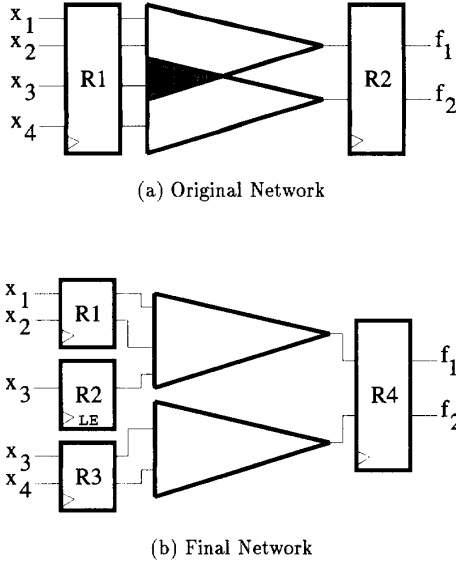 x1
x2
x3
x4
R1
R2
f1
f2
(a) Original Network
x1
x2
R1
x3
R2
LE
x3
x4
R3
R4
f1
f2
(b) Final Network